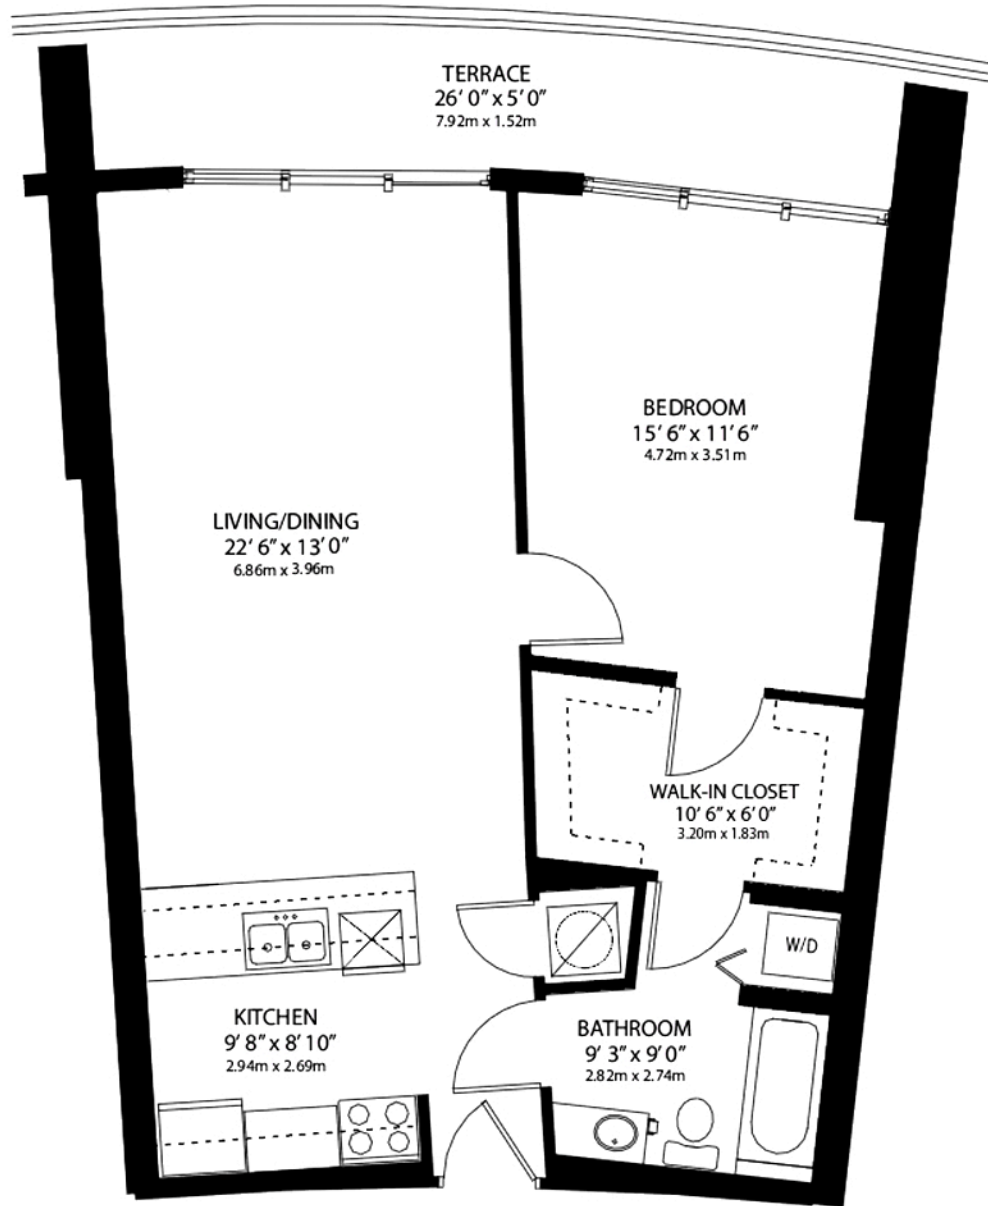 TERRACE
26' 0" x 5' 0"
7.92m x 1.52m
BEDROOM
15' 6" x 11' 6"
4.72m x 3.51m
LIVING/DINING
22' 6" x 13' 0"
6.86m x 3.96m
WALK-IN CLOSET
10' 6" x 6' 0"
3.20m x 1.83m
W/D
KITCHEN
9' 8" x 8' 10"
2.94m x 2.69m
BATHROOM
9' 3" x 9' 0"
2.82m x 2.74m